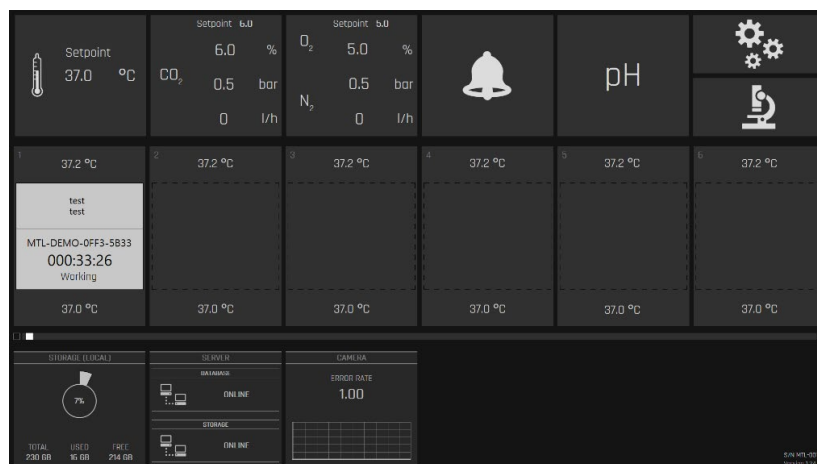 Setpoint
37.0 °C
Setpoint 6.0
CO₂
6.0 %
0.5 bar
0 l/h
Setpoint 5.0
O₂
5.0 %
0.5 bar
N₂
0 l/h
pH
1
37.2 °C
test
test
MTL-DEMO-0FF3-5B33
000:33:26
Working
37.0 °C
2
37.2 °C
37.0 °C
3
37.2 °C
37.0 °C
4
37.2 °C
37.0 °C
5
37.2 °C
37.0 °C
6
37.2 °C
37.0 °C
STORAGE (LOCAL)
7%
TOTAL USED FREE
230 GB 16 GB 214 GB
SERVER
DATABASE
ONLINE
STORAGE
ONLINE
CAMERA
ERROR RATE
1.00
S/N MTL-00